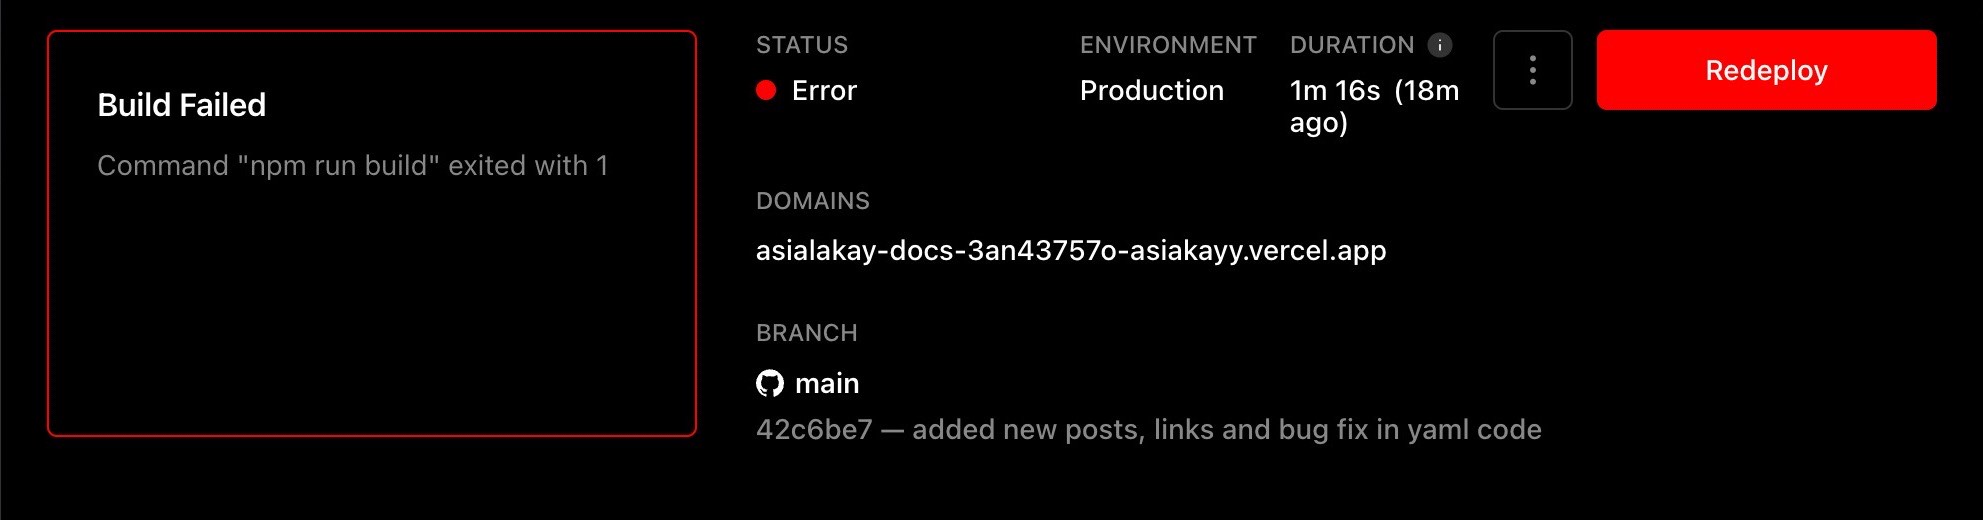 Build Failed
Command "npm run build" exited with 1
STATUS
Error
ENVIRONMENT
Production
DURATION i
1m 16s (18m
ago)
Redeploy
DOMAINS
asialakay-docs-3an43757o-asiakayy.vercel.app
BRANCH
main
42c6be7 — added new posts, links and bug fix in yaml code